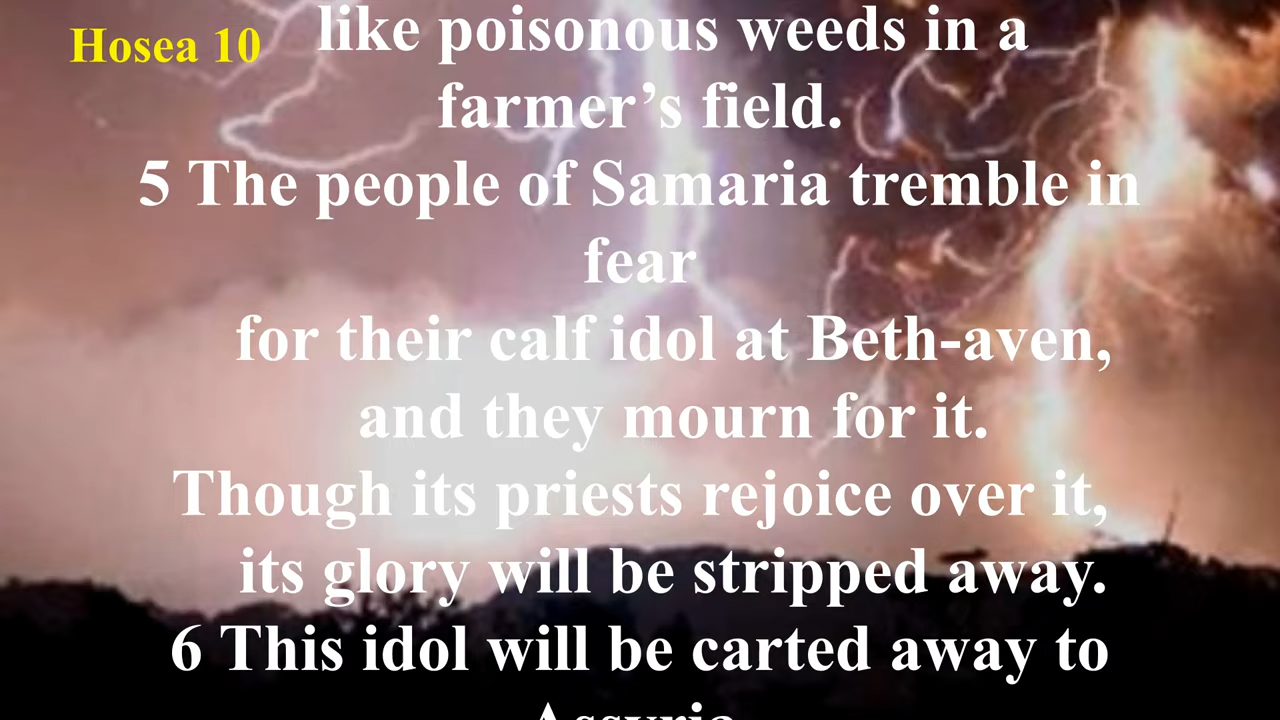 Hosea 10
like poisonous weeds in a
farmer’s field.
5 The people of Samaria tremble in
fear
for their calf idol at Beth-aven,
and they mourn for it.
Though its priests rejoice over it,
its glory will be stripped away.
6 This idol will be carted away to
Assyria